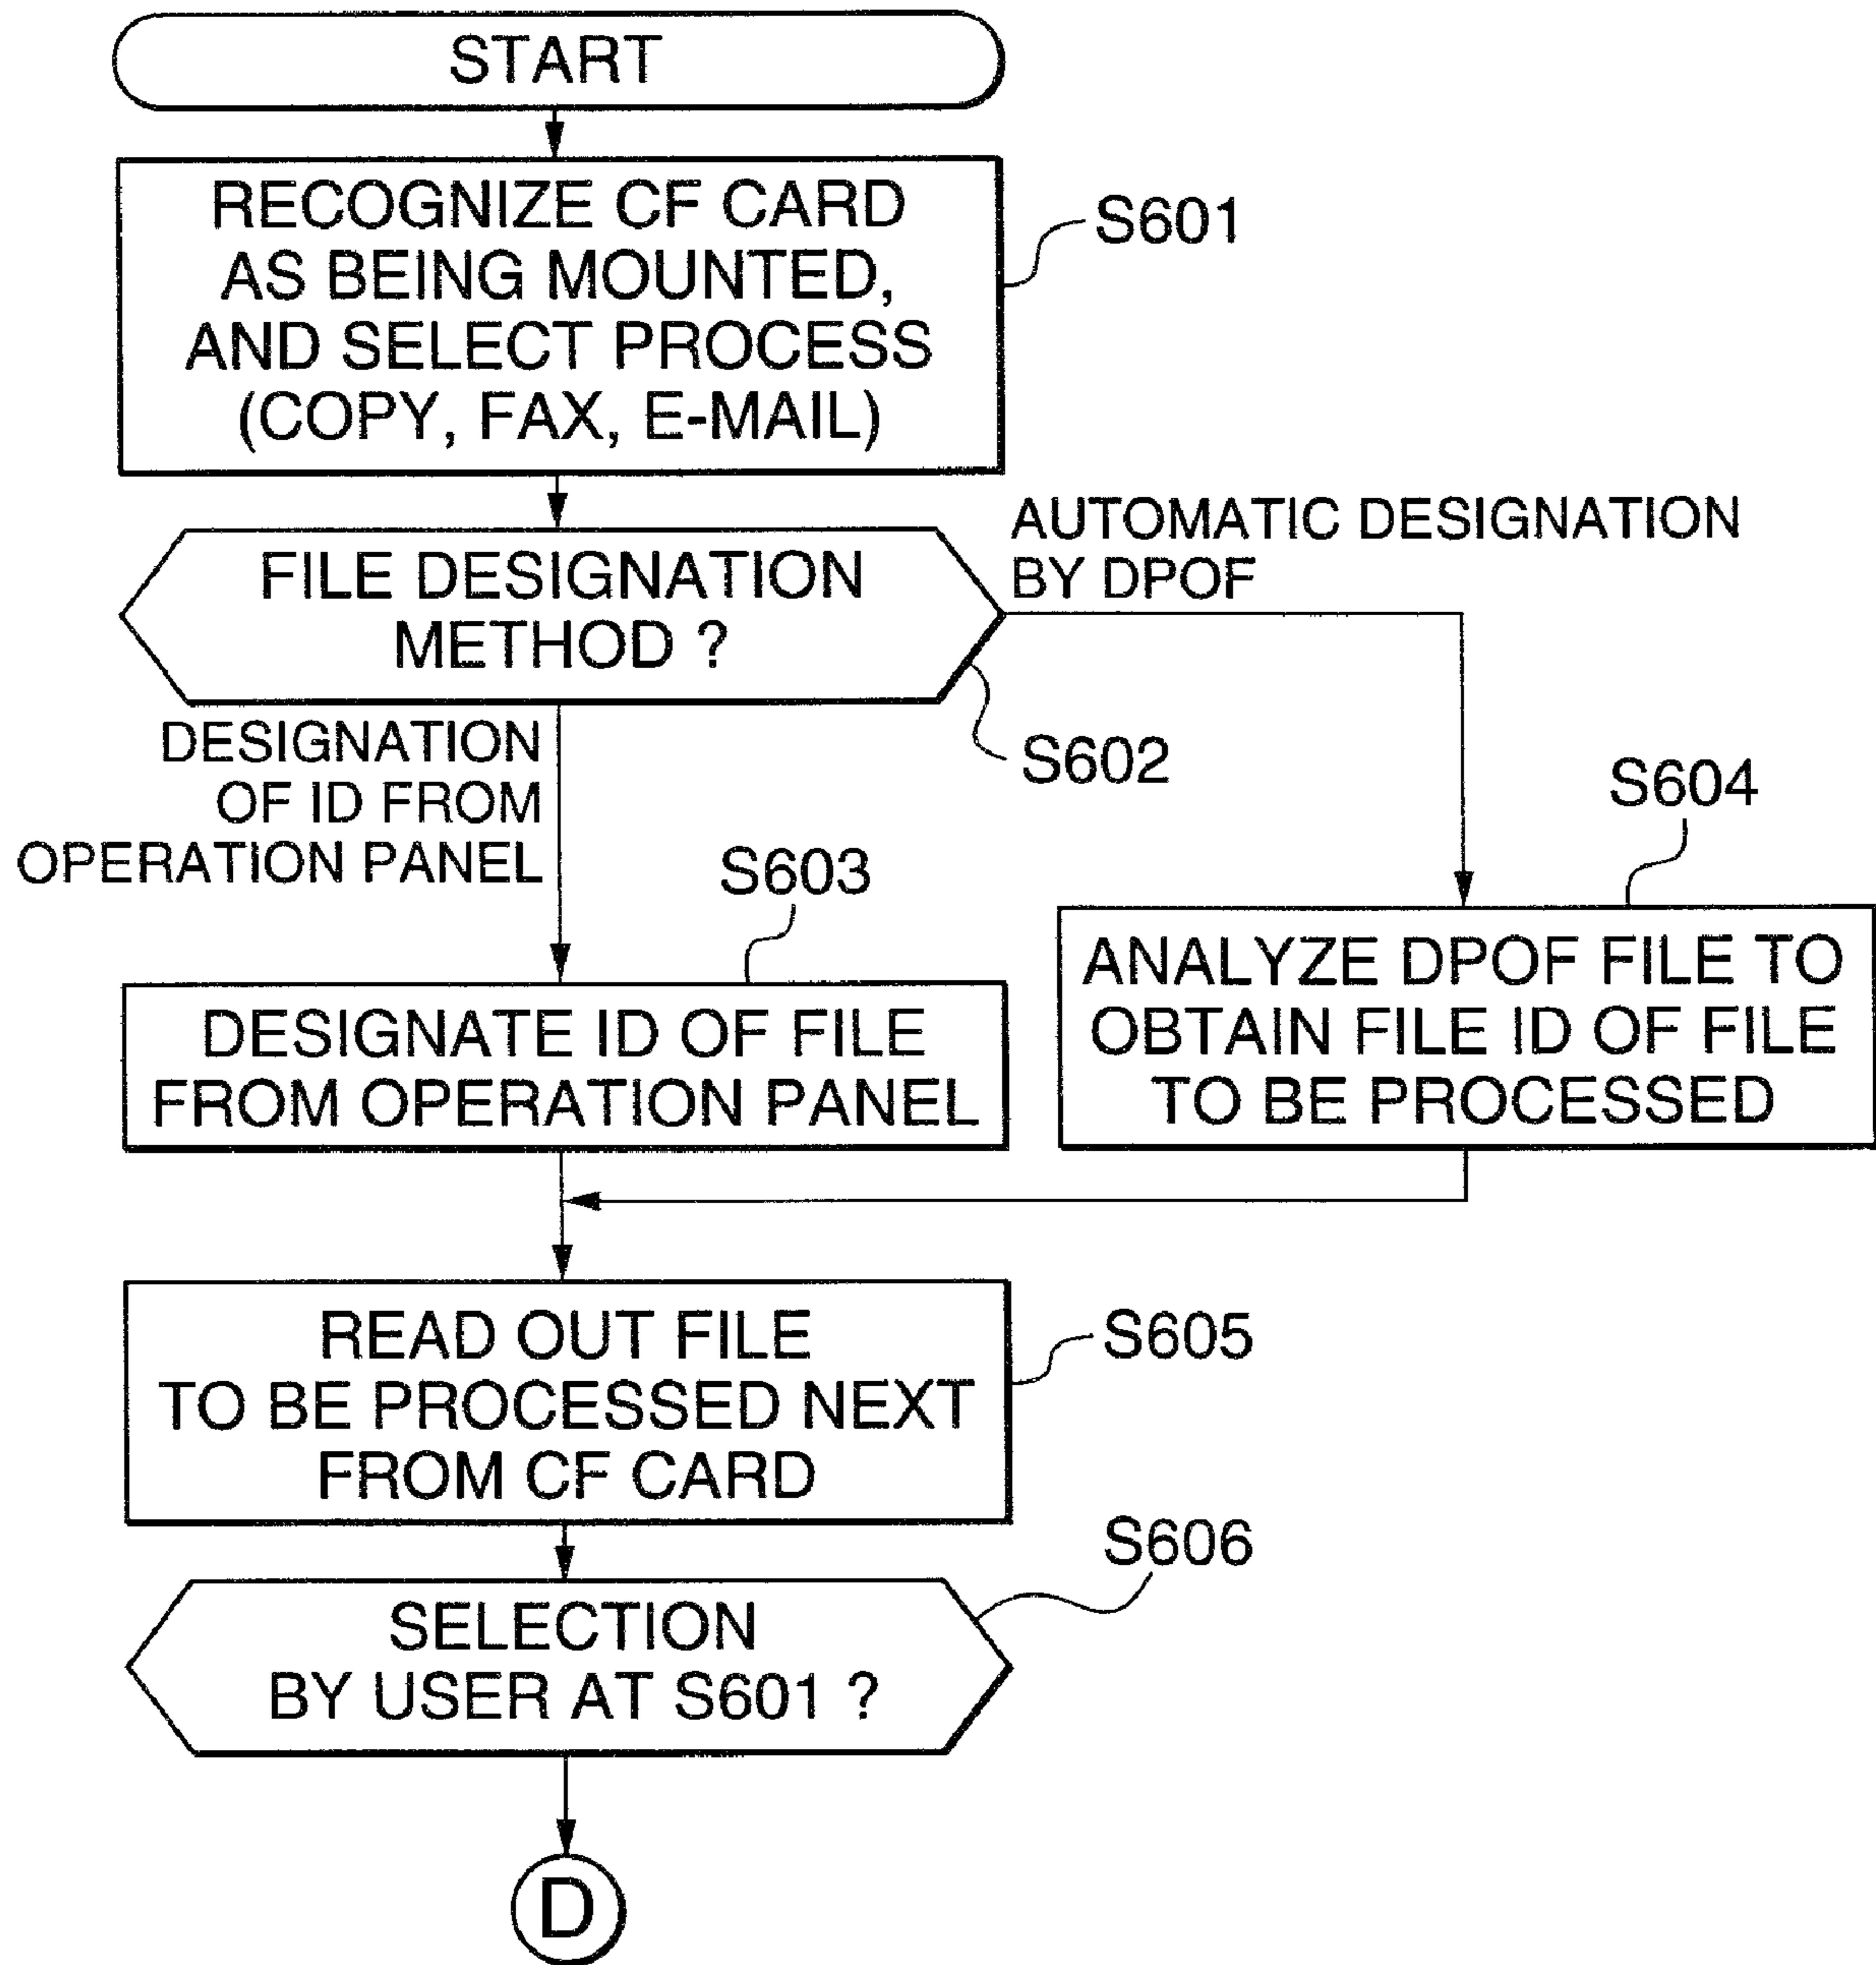 START
RECOGNIZE CF CARD
AS BEING MOUNTED,
AND SELECT PROCESS
(COPY, FAX, E-MAIL)
S601
FILE DESIGNATION
METHOD ?
S602
AUTOMATIC DESIGNATION
BY DPOF
DESIGNATION
OF ID FROM
OPERATION PANEL
S603
DESIGNATE ID OF FILE
FROM OPERATION PANEL
S604
ANALYZE DPOF FILE TO
OBTAIN FILE ID OF FILE
TO BE PROCESSED
READ OUT FILE
TO BE PROCESSED NEXT
FROM CF CARD
S605
S606
SELECTION
BY USER AT S601 ?
D